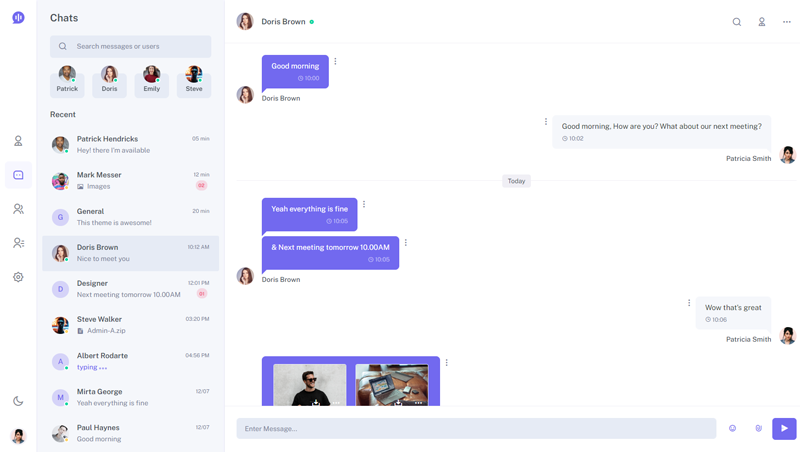 Chats
Search messages or users
Patrick
Doris
Emily
Steve
Recent
Patrick Hendricks
05 min
Hey! there I'm available
Mark Messer
12 min
Images
02
General
20 min
G
This theme is awesome!
Doris Brown
10:12 AM
Nice to meet you
Designer
12:01 PM
D
Next meeting tomorrow 10.00AM
01
Steve Walker
03:20 PM
Admin-A.zip
Albert Rodarte
04:56 PM
A
typing
Mirta George
12/07
M
Yeah everything is fine
Paul Haynes
12/07
Good morning
Doris Brown
Good morning
10:00
Doris Brown
Good morning, How are you? What about our next meeting?
10:02
Patricia Smith
Today
Yeah everything is fine
10:05
& Next meeting tomorrow 10.00AM
10:05
Doris Brown
Wow that's great
10:06
Patricia Smith
Enter Message...